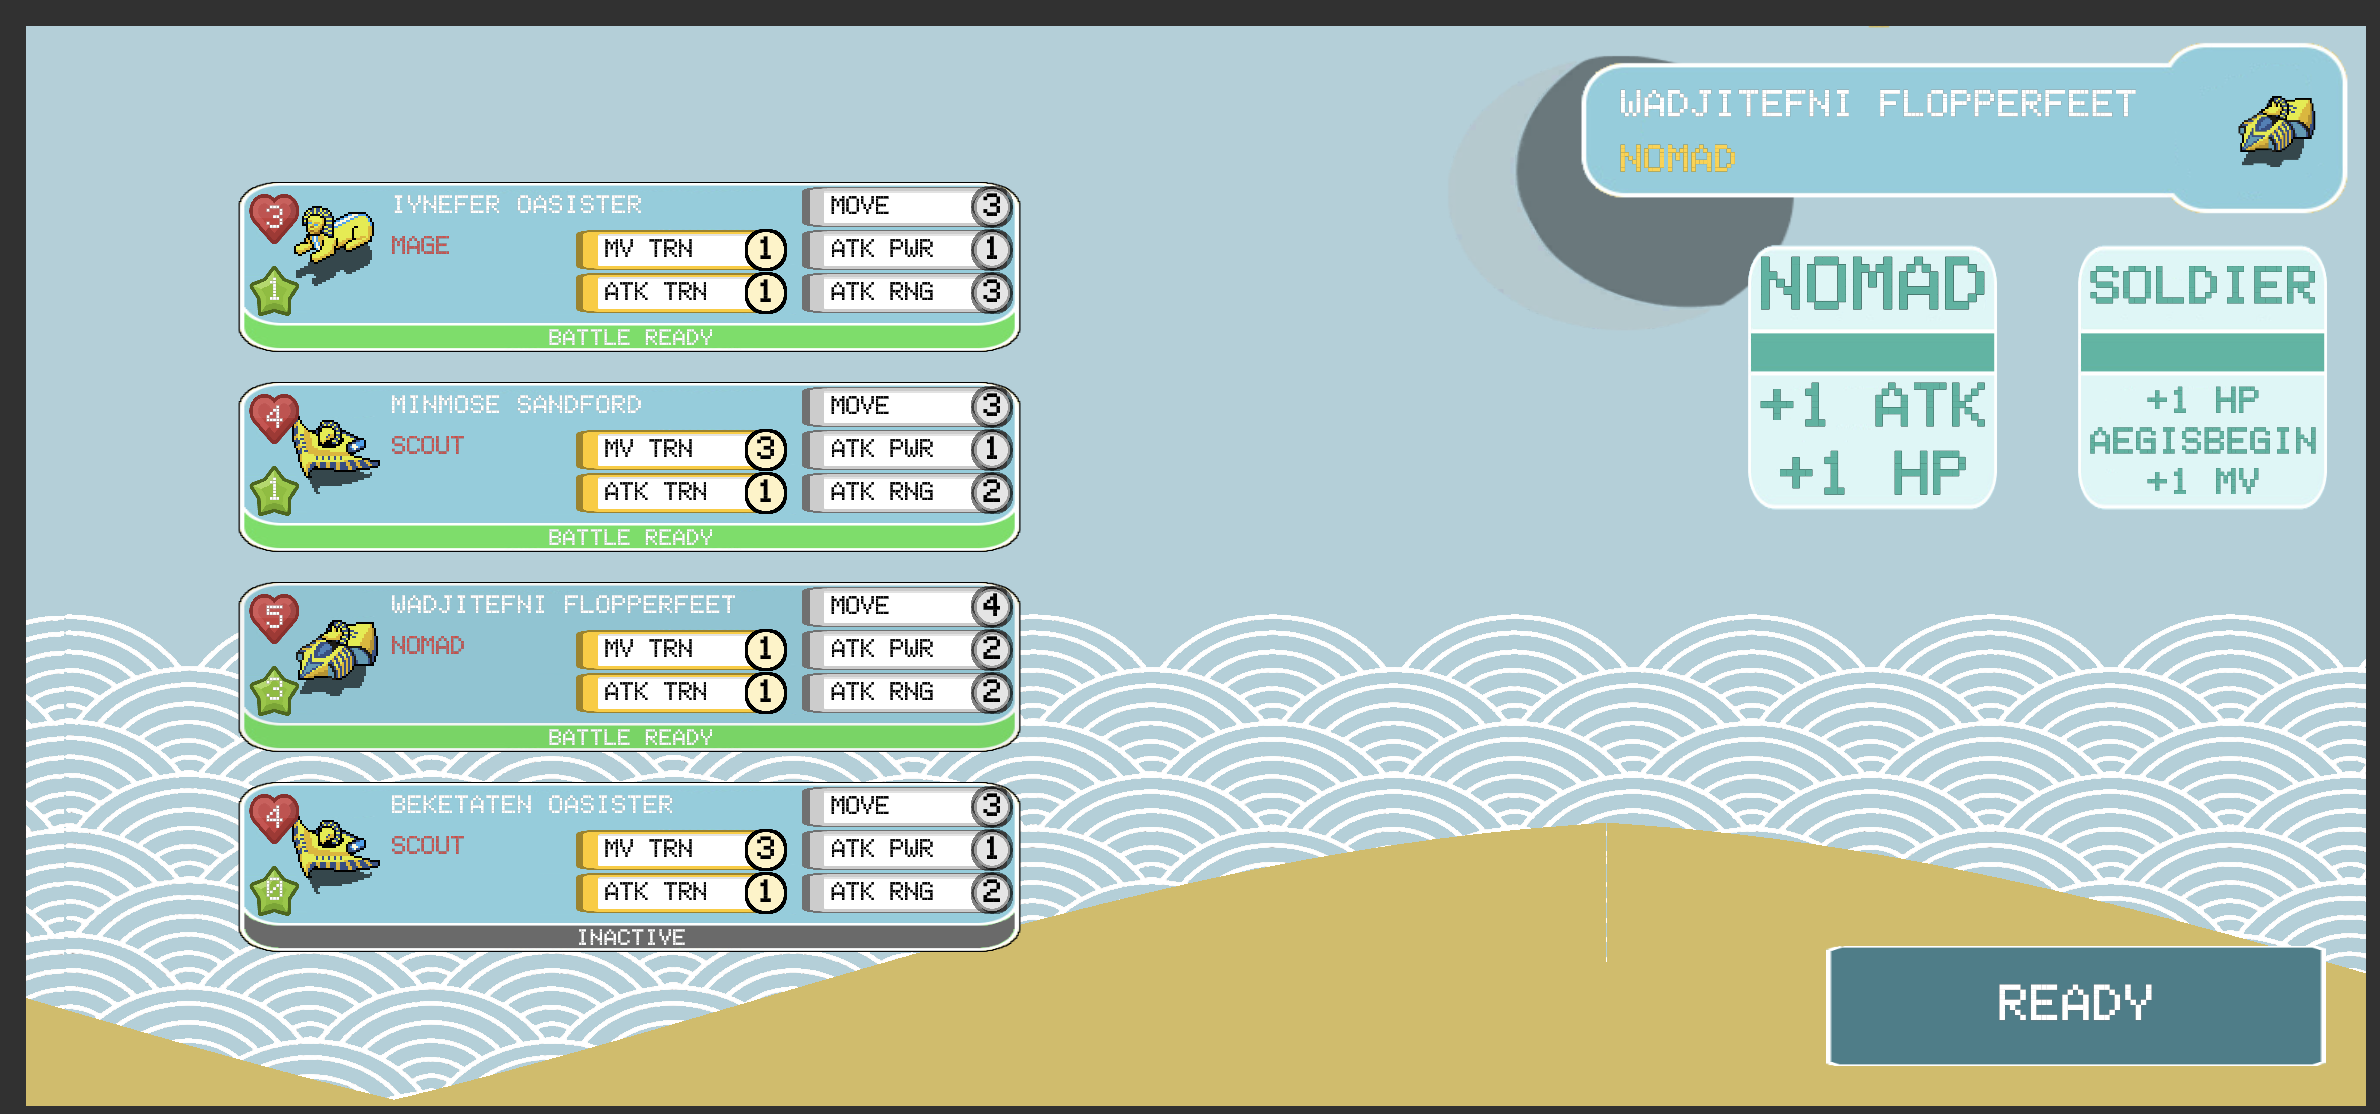 IYNEFER OASISTER
MAGE
3
1
MOVE 3
MV TRN 1
ATK PWR 1
ATK TRN 1
ATK RNG 3
BATTLE READY
MINMOSE SANDFORD
SCOUT
4
1
MOVE 3
MV TRN 3
ATK PWR 1
ATK TRN 1
ATK RNG 2
BATTLE READY
WADJITEFNI FLOPPERFEET
NOMAD
5
3
MOVE 4
MV TRN 1
ATK PWR 2
ATK TRN 1
ATK RNG 2
BATTLE READY
BEKETATEN OASISTER
SCOUT
4
0
MOVE 3
MV TRN 3
ATK PWR 1
ATK TRN 1
ATK RNG 2
INACTIVE
WADJITEFNI FLOPPERFEET
NOMAD
NOMAD
+1 ATK
+1 HP
SOLDIER
+1 HP
AEGISBEGIN
+1 MV
READY